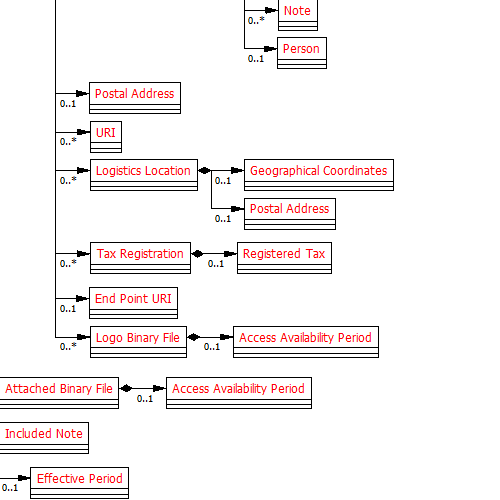 Note
0..*
Person
0..1
Postal Address
0..1
URI
0..*
Logistics Location
0..*
Geographical Coordinates
0..1
Postal Address
0..1
Tax Registration
0..*
Registered Tax
0..1
End Point URI
0..1
Logo Binary File
0..*
Access Availability Period
0..1
Attached Binary File
Access Availability Period
0..1
Included Note
Effective Period
0..1